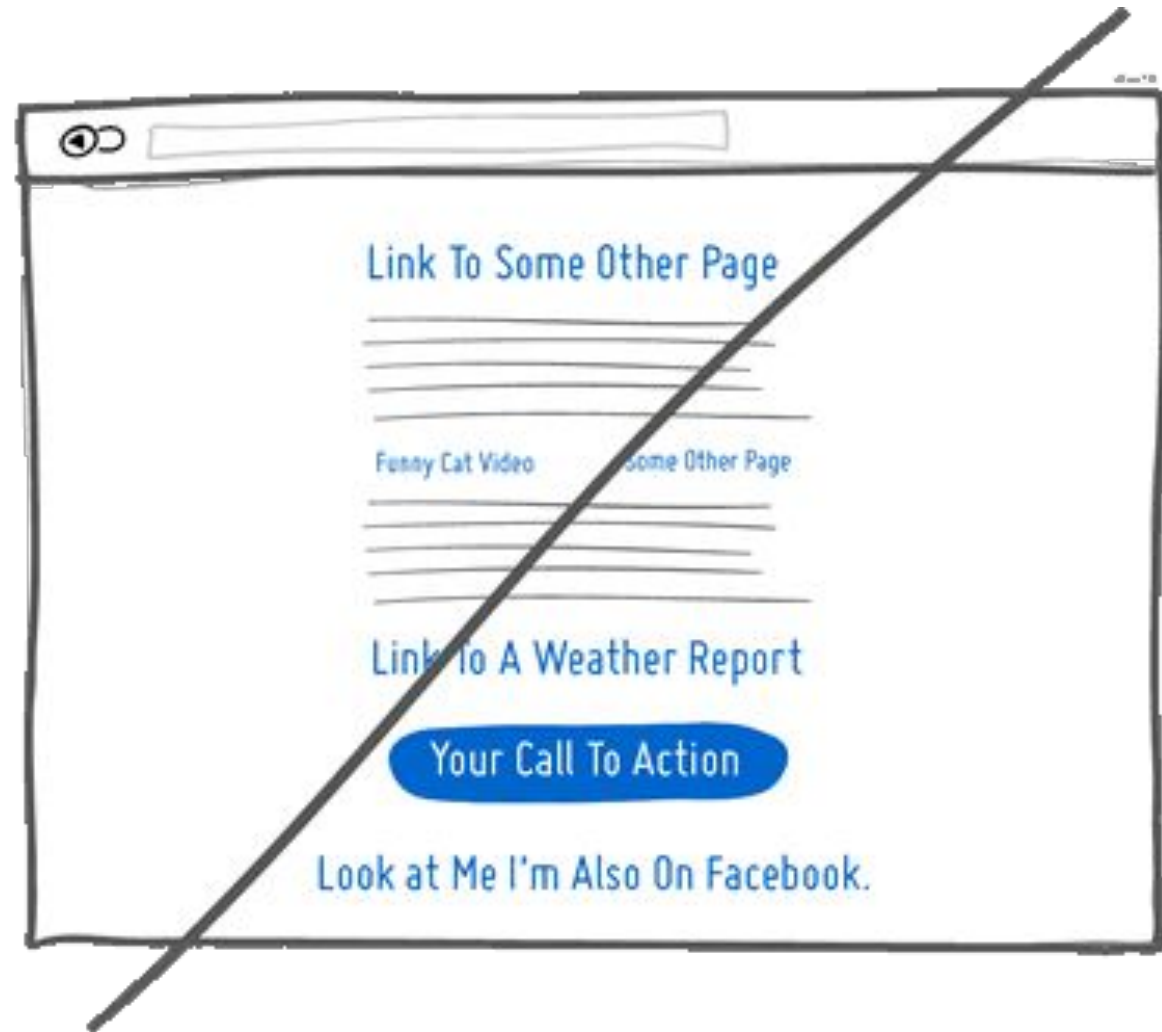 Link To Some Other Page
Funny Cat Video Some Other Page
Link To A Weather Report
Your Call To Action
Look at Me I'm Also On Facebook.